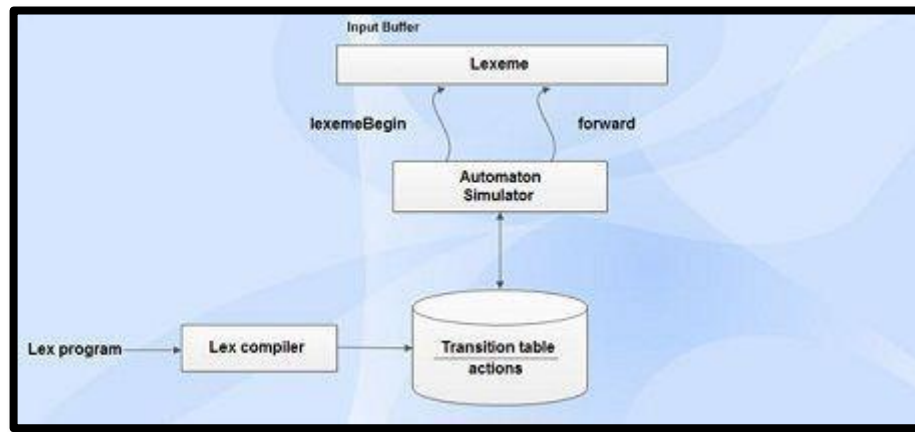 Input Buffer
Lexeme
lexemeBegin
forward
Automaton
Simulator
Lex program
Lex compiler
Transition table
actions